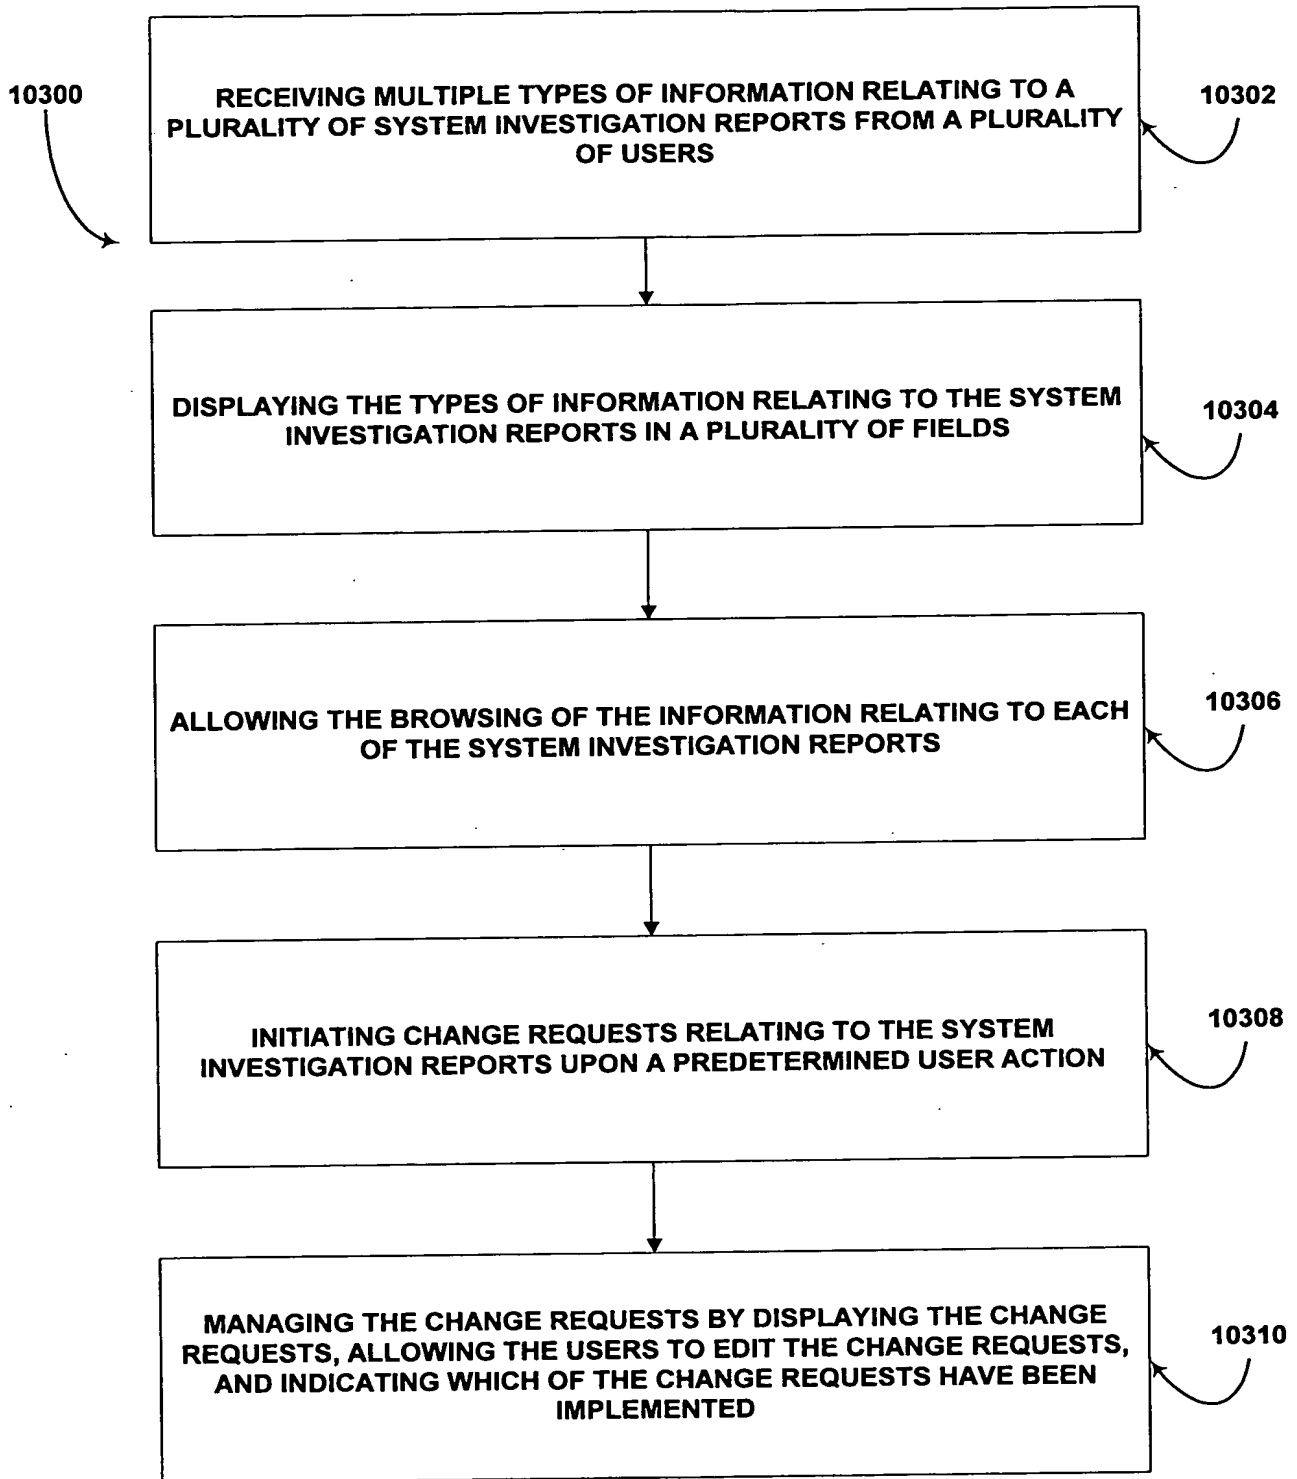 10300
RECEIVING MULTIPLE TYPES OF INFORMATION RELATING TO A
PLURALITY OF SYSTEM INVESTIGATION REPORTS FROM A PLURALITY
OF USERS
10302
DISPLAYING THE TYPES OF INFORMATION RELATING TO THE SYSTEM
INVESTIGATION REPORTS IN A PLURALITY OF FIELDS
10304
ALLOWING THE BROWSING OF THE INFORMATION RELATING TO EACH
OF THE SYSTEM INVESTIGATION REPORTS
10306
INITIATING CHANGE REQUESTS RELATING TO THE SYSTEM
INVESTIGATION REPORTS UPON A PREDETERMINED USER ACTION
10308
MANAGING THE CHANGE REQUESTS BY DISPLAYING THE CHANGE
REQUESTS, ALLOWING THE USERS TO EDIT THE CHANGE REQUESTS,
AND INDICATING WHICH OF THE CHANGE REQUESTS HAVE BEEN
IMPLEMENTED
10310